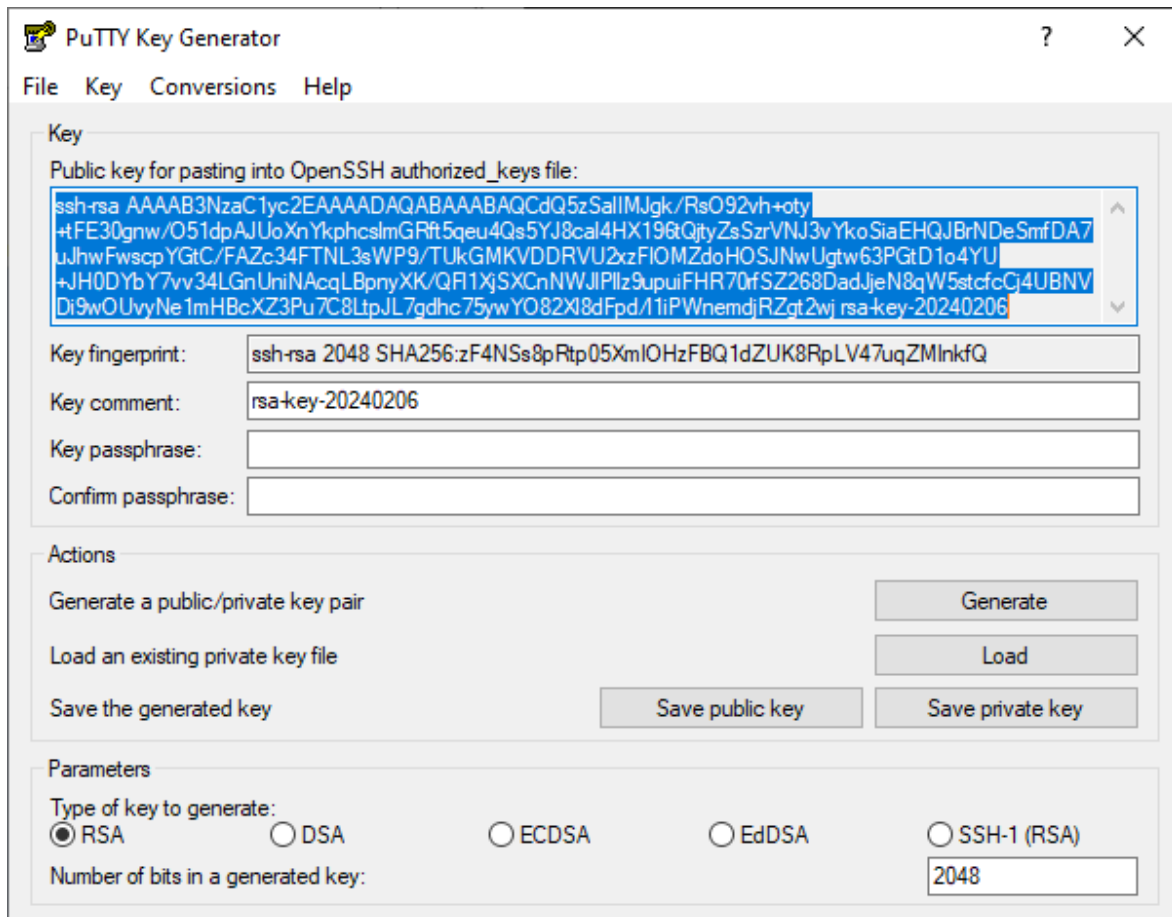 PuTTY Key Generator
File Key Conversions Help
Key
Public key for pasting into OpenSSH authorized_keys file:
ssh-rsa AAAAB3NzaC1yc2EAAAADAQABAAABAQCdQ5zSalIMJgk/RsO92vh+oty
+tFE30gnw/O51dpAJUoXnYkphcslmGRft5qeu4Qs5YJ8cal4HX196tQjtyZsSzrVNJ3vYkoSiaEHQJBrNDeSmfDA7
uJhwFwscpYGtC/FAZc34FTNL3sWP9/TUkGMKVDDRVU2xzFlOMZdoHOSJNwUgtw63PGtD1o4YU
+JH0DYbY7vv34LGnUniNAcqLBpnyXK/QFl1XjSXCnNWJlPIlz9upuiFHR70rfSZ268DadJjeN8qW5stcfcCj4UBNV
Di9wOUvyNe1mHBcXZ3Pu7C8LtpJL7gdhc75ywYO82Xl8dFpd/l1iPWnemdjRZgt2wj rsa-key-20240206
Key fingerprint: ssh-rsa 2048 SHA256:zF4NSs8pRtp05XmlOHzFBQ1dZUK8RpLV47uqZMlnkfQ
Key comment: rsa-key-20240206
Key passphrase:
Confirm passphrase:
Actions
Generate a public/private key pair Generate
Load an existing private key file Load
Save the generated key Save public key Save private key
Parameters
Type of key to generate:
RSA DSA ECDSA EdDSA SSH-1 (RSA)
Number of bits in a generated key: 2048